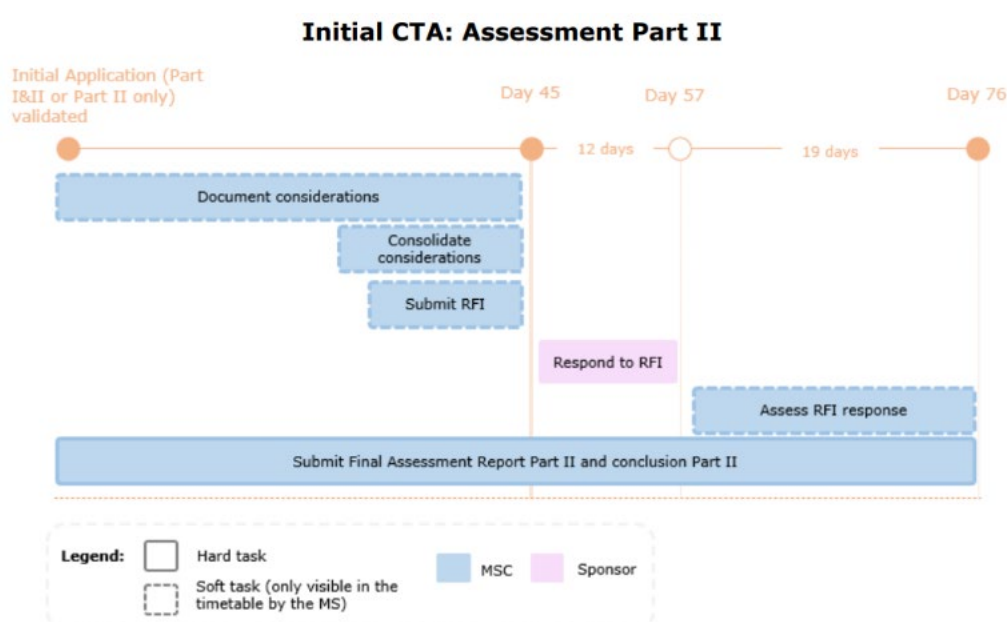 Initial CTA: Assessment Part II
Initial Application (Part
I&II or Part II only)
validated
Day 45
Day 57
Day 76
12 days
19 days
Document considerations
Consolidate
considerations
Submit RFI
Respond to RFI
Assess RFI response
Submit Final Assessment Report Part II and conclusion Part II
Legend:
Hard task
Soft task (only visible in the
timetable by the MS)
MSC
Sponsor